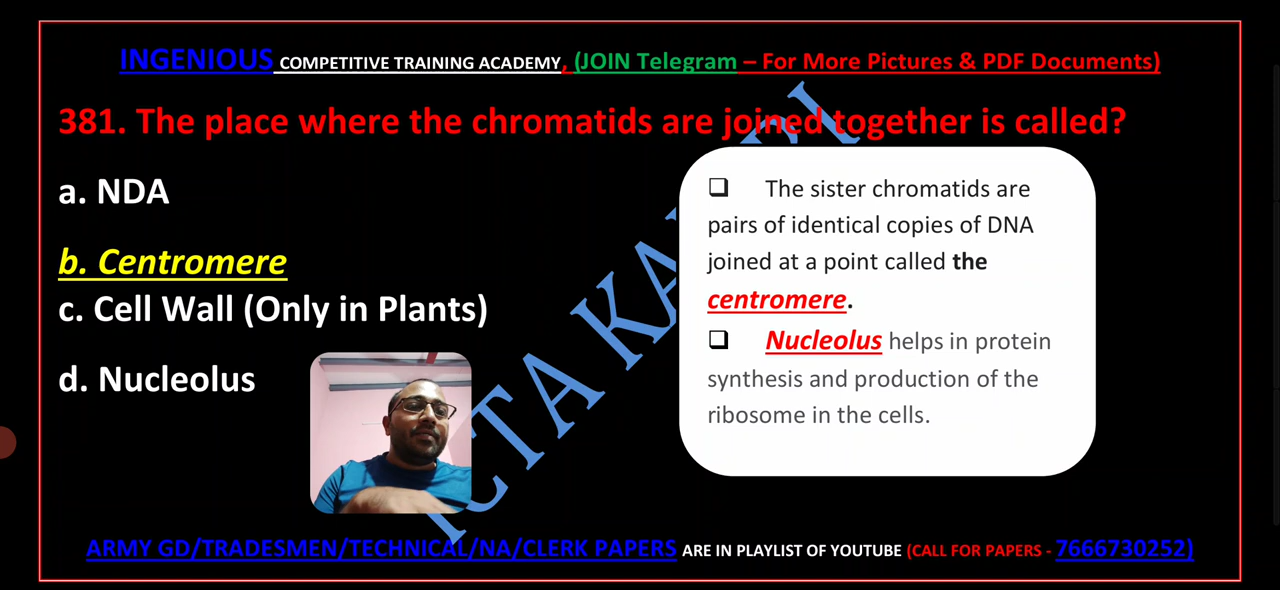 INGENIOUS COMPETITIVE TRAINING ACADEMY, (JOIN Telegram – For More Pictures & PDF Documents)
381. The place where the chromatids are joined together is called?
a. NDA
b. Centromere
c. Cell Wall (Only in Plants)
d. Nucleolus
❑ The sister chromatids are
pairs of identical copies of DNA
joined at a point called the
centromere.
❑ Nucleolus helps in protein
synthesis and production of the
ribosome in the cells.
ARMY GD/TRADESMEN/TECHNICAL/NA/CLERK PAPERS ARE IN PLAYLIST OF YOUTUBE (CALL FOR PAPERS - 7666730252)